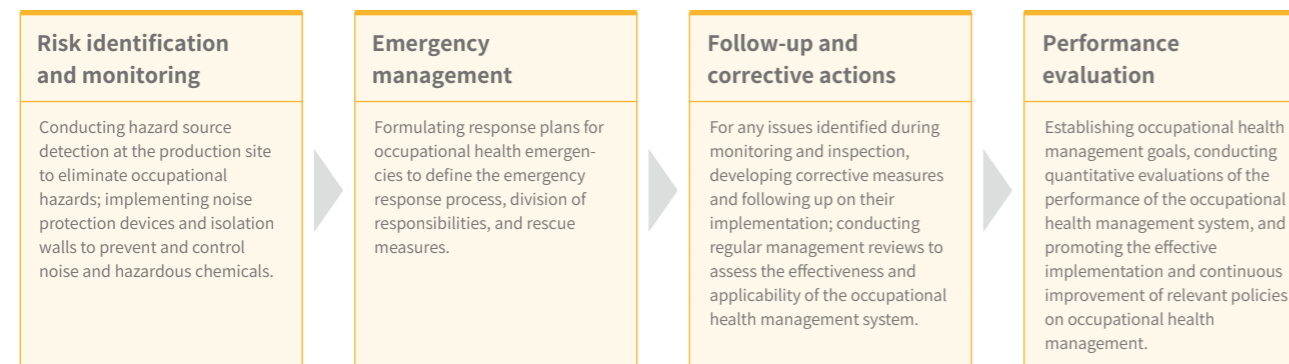 Risk identification
and monitoring
Conducting hazard source
detection at the production site
to eliminate occupational
hazards; implementing noise
protection devices and isolation
walls to prevent and control
noise and hazardous chemicals.
Emergency
management
Formulating response plans for
occupational health emergen-
cies to define the emergency
response process, division of
responsibilities, and rescue
measures.
Follow-up and
corrective actions
For any issues identified during
monitoring and inspection,
developing corrective measures
and following up on their
implementation; conducting
regular management reviews to
assess the effectiveness and
applicability of the occupational
health management system.
Performance
evaluation
Establishing occupational health
management goals, conducting
quantitative evaluations of the
performance of the occupational
health management system, and
promoting the effective
implementation and continuous
improvement of relevant policies
on occupational health
management.